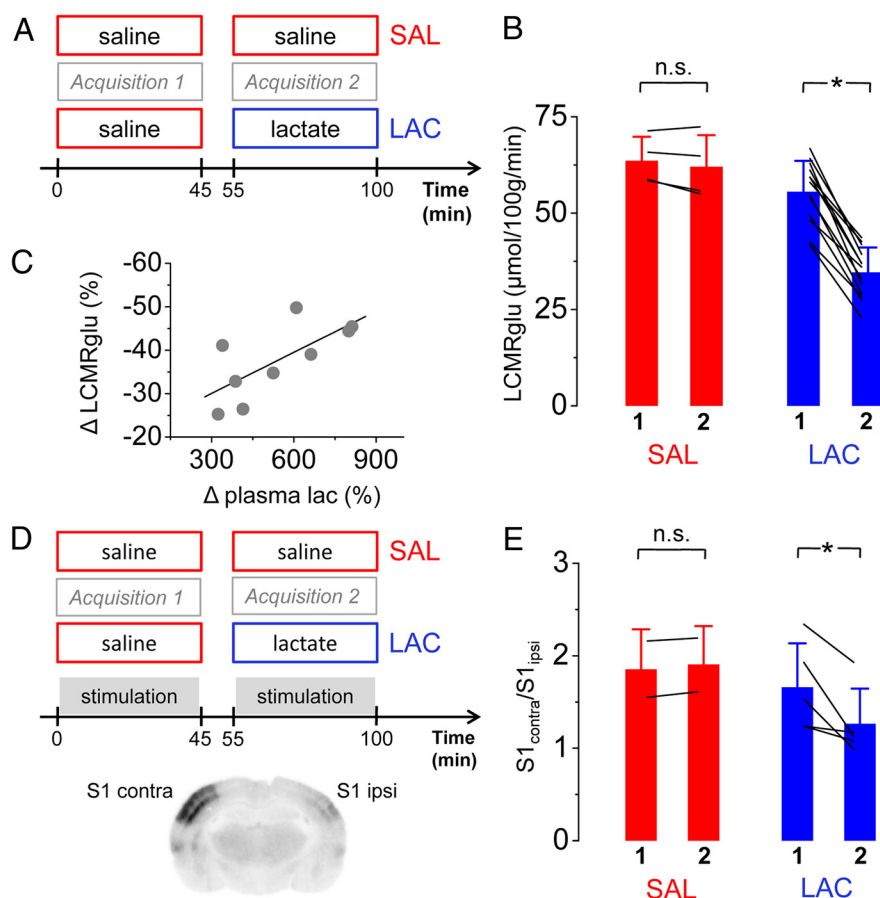 A
saline saline SAL
Acquisition 1 Acquisition 2
saline lactate LAC
0 45 55 100 Time
(min)
B
n.s. *
75
50
25
0
LCMRglu (µmol/100g/min)
1 2 1 2
SAL LAC
C
-60
-50
-40
-30
-20
Δ LCMRglu (%)
300 600 900
Δ plasma lac (%)
D
saline saline SAL
Acquisition 1 Acquisition 2
saline lactate LAC
stimulation stimulation
0 45 55 100 Time
(min)
S1 contra S1 ipsi
E
n.s. *
3
2
1
0
S1contra/S1ipsi
1 2 1 2
SAL LAC